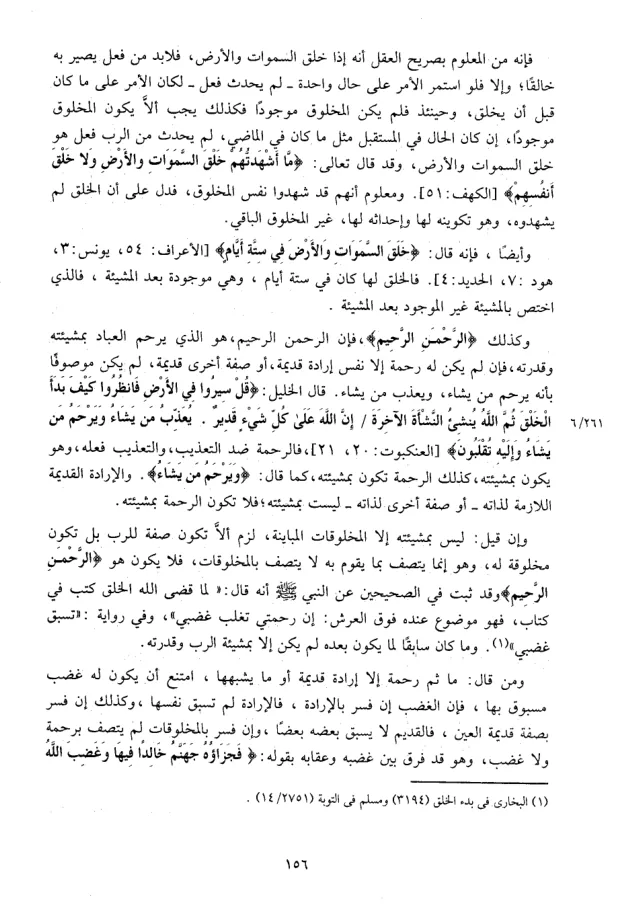 فإنه من المعلوم بصريح العقل أنه إذا خلق السموات والأرض، فلابد من فعل يصير به
خالقًا؛ وإلا فلو استمر الأمر على حال واحدة ـ لم يحدث فعل ـ لكان الأمر على ما كان
قبل أن يخلق، وحينئذ فلم يكن المخلوق موجودًا فكذلك يجب ألاَّ يكون المخلوق
موجودًا، إن كان الحال في المستقبل مثل ما كان في الماضي، لم يحدث من الرب فعل هو
خلق السموات والأرض، وقد قال تعالى: ﴿مَا أَشْهَدتُّهُمْ خَلْقَ السَّمَوَاتِ والأَرْضِ وَلا خَلْقَ
أَنفُسِهِمْ﴾ [الكهف:٥١]. ومعلوم أنهم قد شهدوا نفس المخلوق، فدل على أن الخلق لم
يشهدوه، وهو تكوينه لها وإحداثه لها، غير المخلوق الباقي.
وأيضًا ، فإنه قال: ﴿خَلَقَ السَّمَوَاتِ وَالأَرْضَ فِي سِتَّةِ أَيَّامٍ﴾ [الأعراف: ٥٤، يونس:٣،
هود :٧، الحديد:٤]. فالخلق لها كان في ستة أيام ، وهي موجودة بعد المشيئة ، فالذي
اختص بالمشيئة غير الموجود بعد المشيئة .
وكذلك ﴿الرَّحْمَـنِ الرَّحِيمِ﴾،فإن الرحمن الرحيم،هو الذي يرحم العباد بمشيئته
وقدرته،فإن لم يكن له رحمة إلا نفس إرادة قديمة،أو صفة أخرى قديمة، لم يكن موصوفًا
بأنه يرحم من يشاء، ويعذب من يشاء. قال الخليل: ﴿قُلْ سِيرُوا فِي الأَرْضِ فَانظُرُوا كَيْفَ بَدَأَ
الْخَلْقَ ثُمَّ اللَّهُ يُنشِئُ النَّشْأَةَ الآخِرَةَ / إِنَّ اللَّهَ عَلَىٰ كُلِّ شَيْءٍ قَدِيرٌ . يُعَذِّبُ مَن يَشَاءُ وَيَرْحَمُ مَن ٦/٢٦١
يَشَاءُ وَإِلَيْهِ تُقْلَبُونَ﴾ [العنكبوت: ٢٠، ٢١]،فالرحمة ضد التعذيب،والتعذيب فعله،وهو
يكون بمشيئته،كذلك الرحمة تكون بمشيئته،كما قال: ﴿وَيَرْحَمُ مَن يَشَاءُ﴾. والإرادة القديمة
اللازمة لذاته ـ أو صفة أخرى لذاته ـ ليست بمشيئته؛فلا تكون الرحمة بمشيئته.
وإن قيل: ليس بمشيئته إلا المخلوقات المباينة، لزم ألاَّ تكون صفة للرب بل تكون
مخلوقة له، وهو إنما يتصف بما يقوم به لا يتصف بالمخلوقات، فلا يكون هو ﴿الرَّحْمَـنِ
الرَّحِيمِ﴾وقد ثبت في الصحيحين عن النبي ﷺ أنه قال:« لما قضى الله الخلق كتب في
كتاب، فهو موضوع عنده فوق العرش: إن رحمتي تغلب غضبي»، وفي رواية :«تسبق
غضبي»(١). وما كان سابقًا لما يكون بعده لم يكن إلا بمشيئة الرب وقدرته.
ومن قال: ما ثم رحمة إلا إرادة قديمة أو ما يشبهها ، امتنع أن يكون له غضب
مسبوق بها ، فإن الغضب إن فسر بالإرادة ، فالإرادة لم تسبق نفسها ،وكذلك إن فسر
بصفة قديمة العين ، فالقديم لا يسبق بعضه بعضًا ،وإن فسر بالمخلوقات لم يتصف برحمة
ولا غضب، وهو قد فرق بين غضبه وعقابه بقوله: ﴿ فَجَزَاؤُهُ جَهَنَّمُ خَالِدًا فِيهَا وَغَضِبَ اللَّهُ
(١) البخارى فى بدء الخلق (٣١٩٤) ومسلم فى التوبة (١٤/٢٧٥١) .
١٥٦